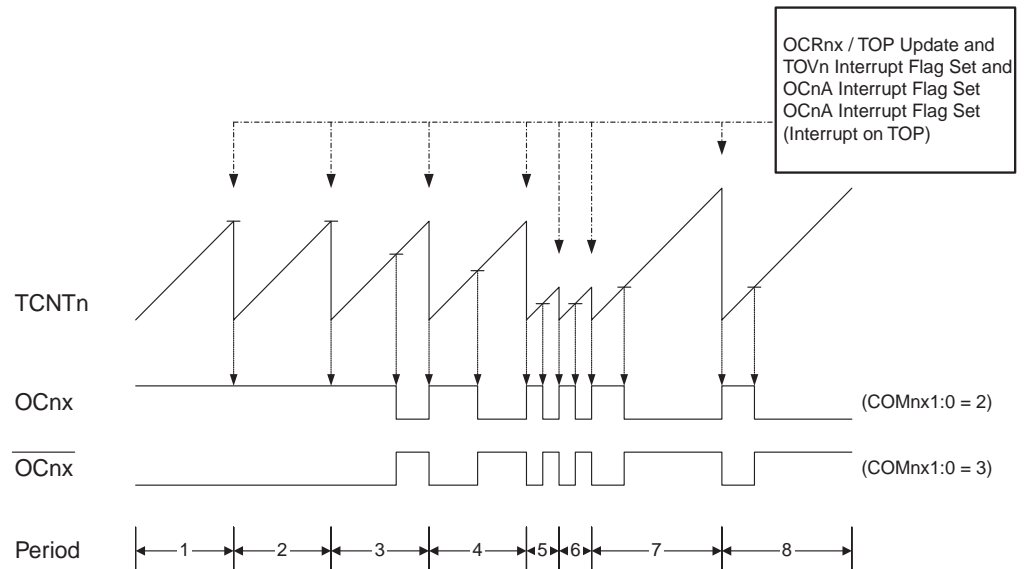 OCRnx / TOP Update and
TOVn Interrupt Flag Set and
OCnA Interrupt Flag Set
OCnA Interrupt Flag Set
(Interrupt on TOP)
TCNTn
OCnx
(COMnx1:0 = 2)
OCnx
(COMnx1:0 = 3)
Period
1 2 3 4 5 6 7 8